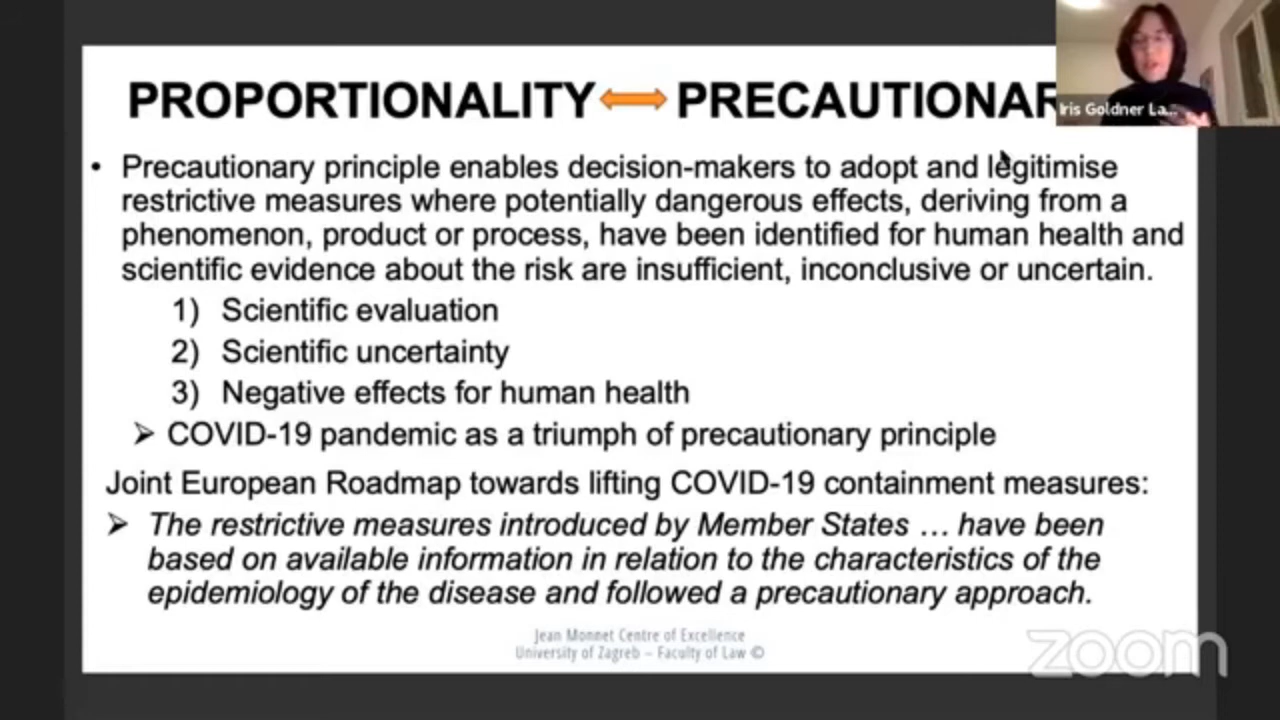 PROPORTIONALITY PRECAUTIONAR
Iris Goldner La...
• Precautionary principle enables decision-makers to adopt and legitimise
restrictive measures where potentially dangerous effects, deriving from a
phenomenon, product or process, have been identified for human health and
scientific evidence about the risk are insufficient, inconclusive or uncertain.
1) Scientific evaluation
2) Scientific uncertainty
3) Negative effects for human health
➢ COVID-19 pandemic as a triumph of precautionary principle
Joint European Roadmap towards lifting COVID-19 containment measures:
➢ The restrictive measures introduced by Member States … have been
based on available information in relation to the characteristics of the
epidemiology of the disease and followed a precautionary approach.
Jean Monnet Centre of Excellence
University of Zagreb – Faculty of Law ©
zoom